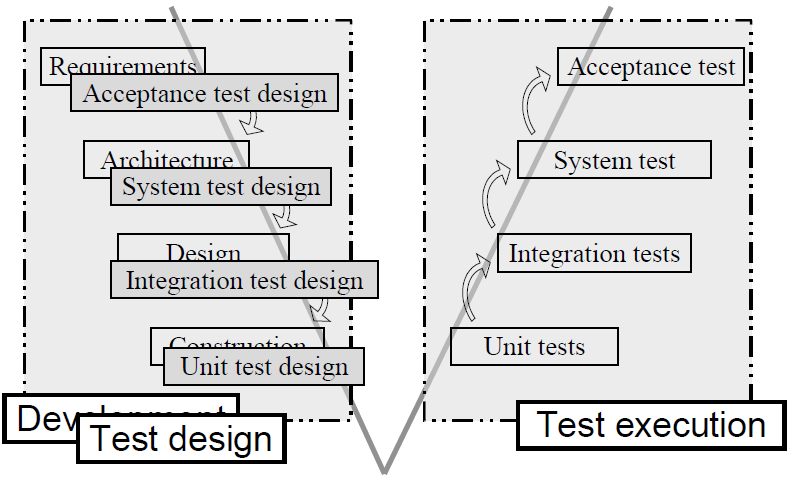 Requirements
Acceptance test design
Architecture
System test design
Design
Integration test design
Construction
Unit test design
Development
Test design
Acceptance test
System test
Integration tests
Unit tests
Test execution